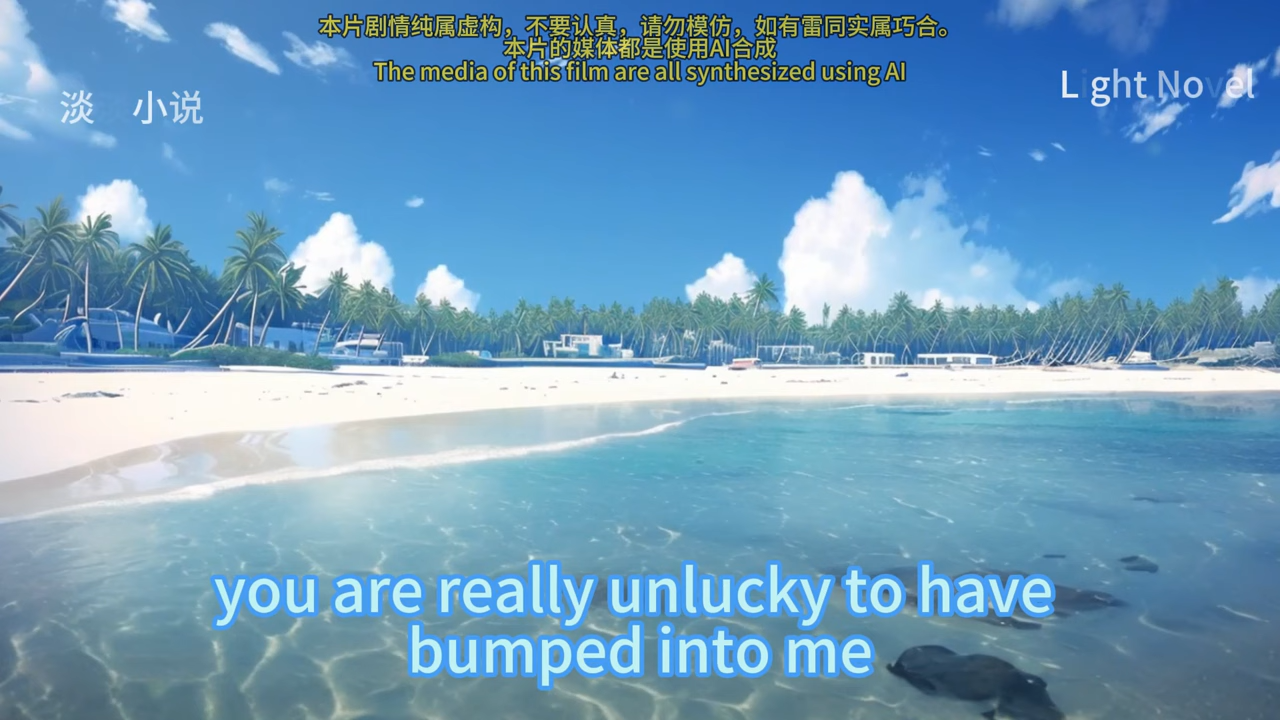 本片剧情纯属虚构，不要认真，请勿模仿，如有雷同实属巧合。
本片的媒体都是使用AI合成
The media of this film are all synthesized using AI
淡 小说
Light Novel
you are really unlucky to have
bumped into me